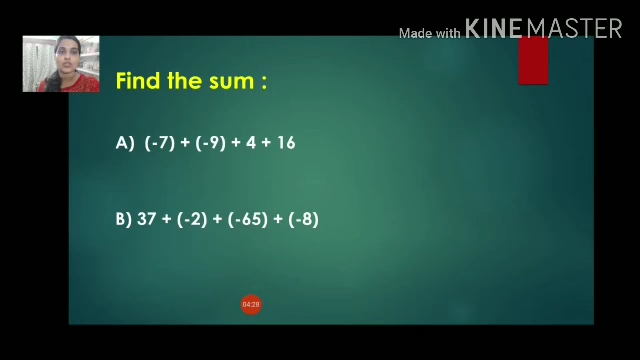 Made with KINEMASTER
Find the sum :
A) (-7) + (-9) + 4 + 16
B) 37 + (-2) + (-65) + (-8)
04:28